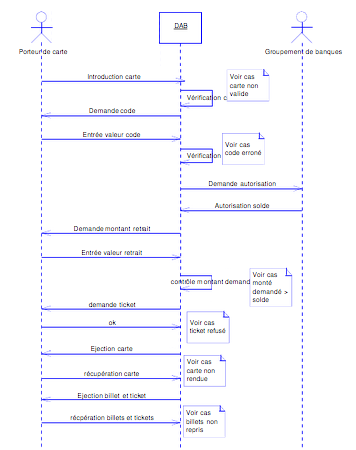 DAB
Porteur de carte
Groupement de banques
Introduction carte
Voir cas
carte non
valide
Vérification
Demande code
Entrée valeur code
Voir cas
code erroné
Vérification
Demande autorisation
Autorisation solde
Demande montant retrait
Entrée valeur retrait
Voir cas
monté
demandé >
solde
contrôle montant demand
demande ticket
ok
Voir cas
ticket refusé
Ejection carte
Voir cas
carte non
rendue
récupération carte
Ejection billet et ticket
Voir cas
billets non
repris
récpération billets et tickets